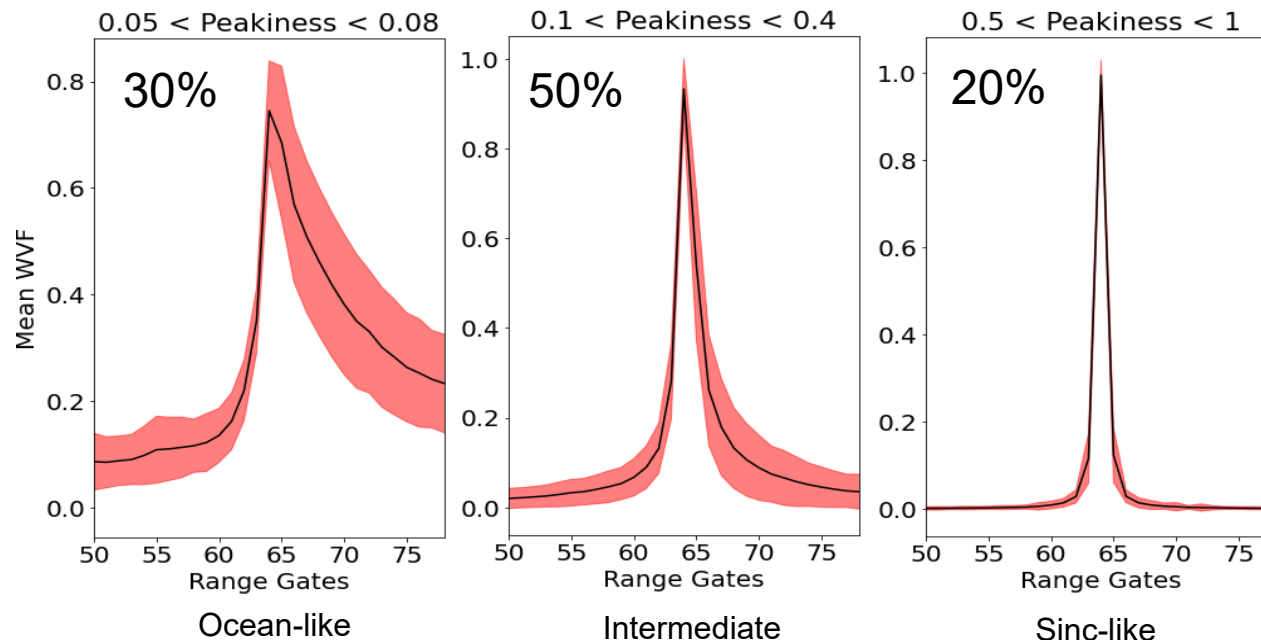 0.05 < Peakiness < 0.08
30%
0.8
0.6
0.4
0.2
0.0
Mean WVF
50 55 60 65 70 75
Range Gates
Ocean-like
0.1 < Peakiness < 0.4
50%
1.0
0.8
0.6
0.4
0.2
0.0
50 55 60 65 70 75
Range Gates
Intermediate
0.5 < Peakiness < 1
20%
1.0
0.8
0.6
0.4
0.2
0.0
50 55 60 65 70 75
Range Gates
Sinc-like